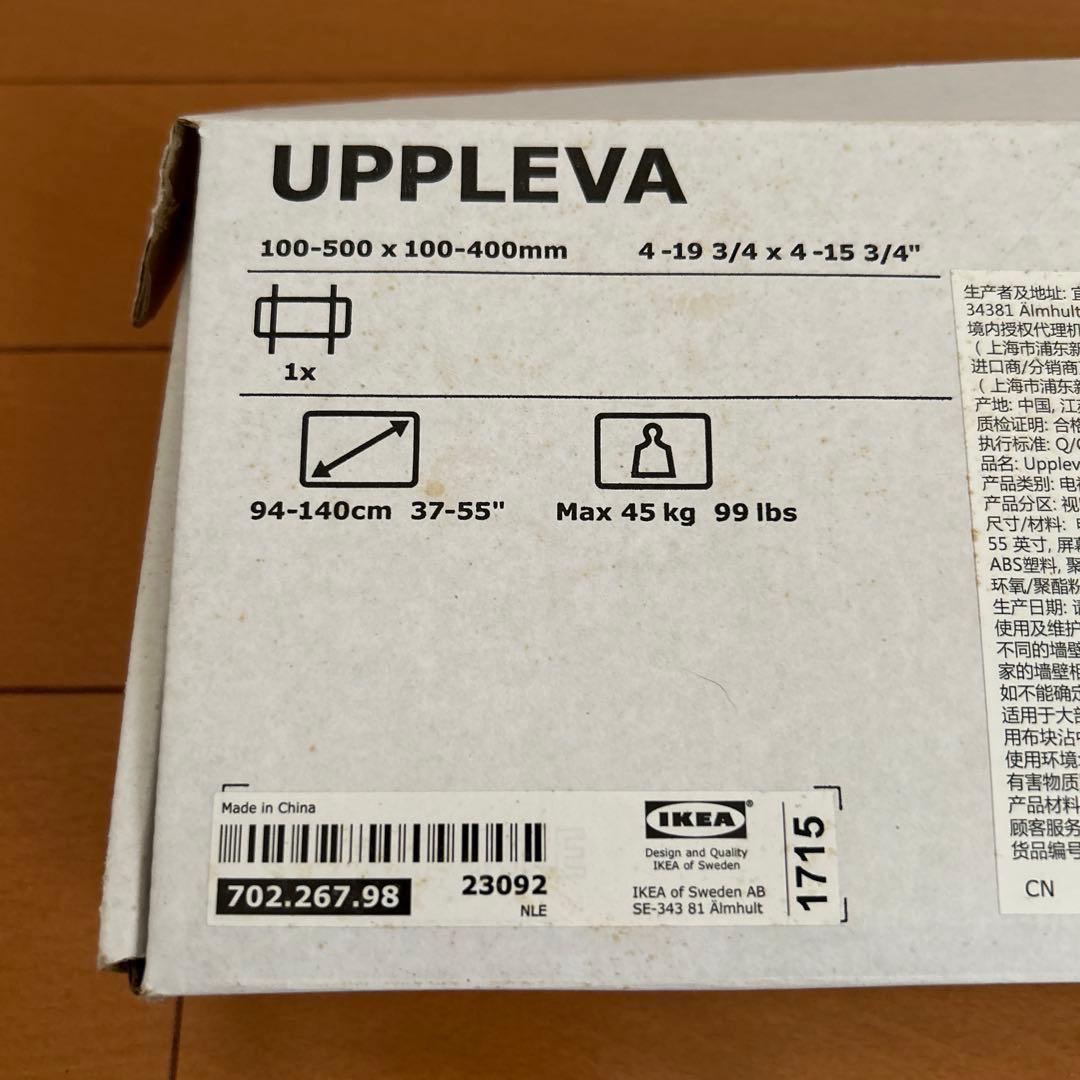 UPPLEVA
100-500 x 100-400mm 4-19 3/4 x 4-15 3/4"
1x
94-140cm 37-55" Max 45 kg 99 lbs
Made in China
702.267.98
23092
NLE
IKEA®
Design and Quality
IKEA of Sweden
IKEA of Sweden AB
SE-343 81 Älmhult
1715
生产者及地址:
34381 Älmhult
境内授权代理机
（上海市浦东新
进口商/分销商
（上海市浦东新
产地: 中国, 江
质检证明: 合格
执行标准: Q/
品名: Upplev
产品类别: 电
产品分区: 视
尺寸/材料:
55 英寸, 屏幕
ABS塑料, 聚
环氧/聚酯粉
生产日期:
使用及维护
不同的墙壁
家的墙壁
如不能确定
适用于大部
用布块沾
使用环境
有害物质
产品材料
顾客服务
货品编号
CN